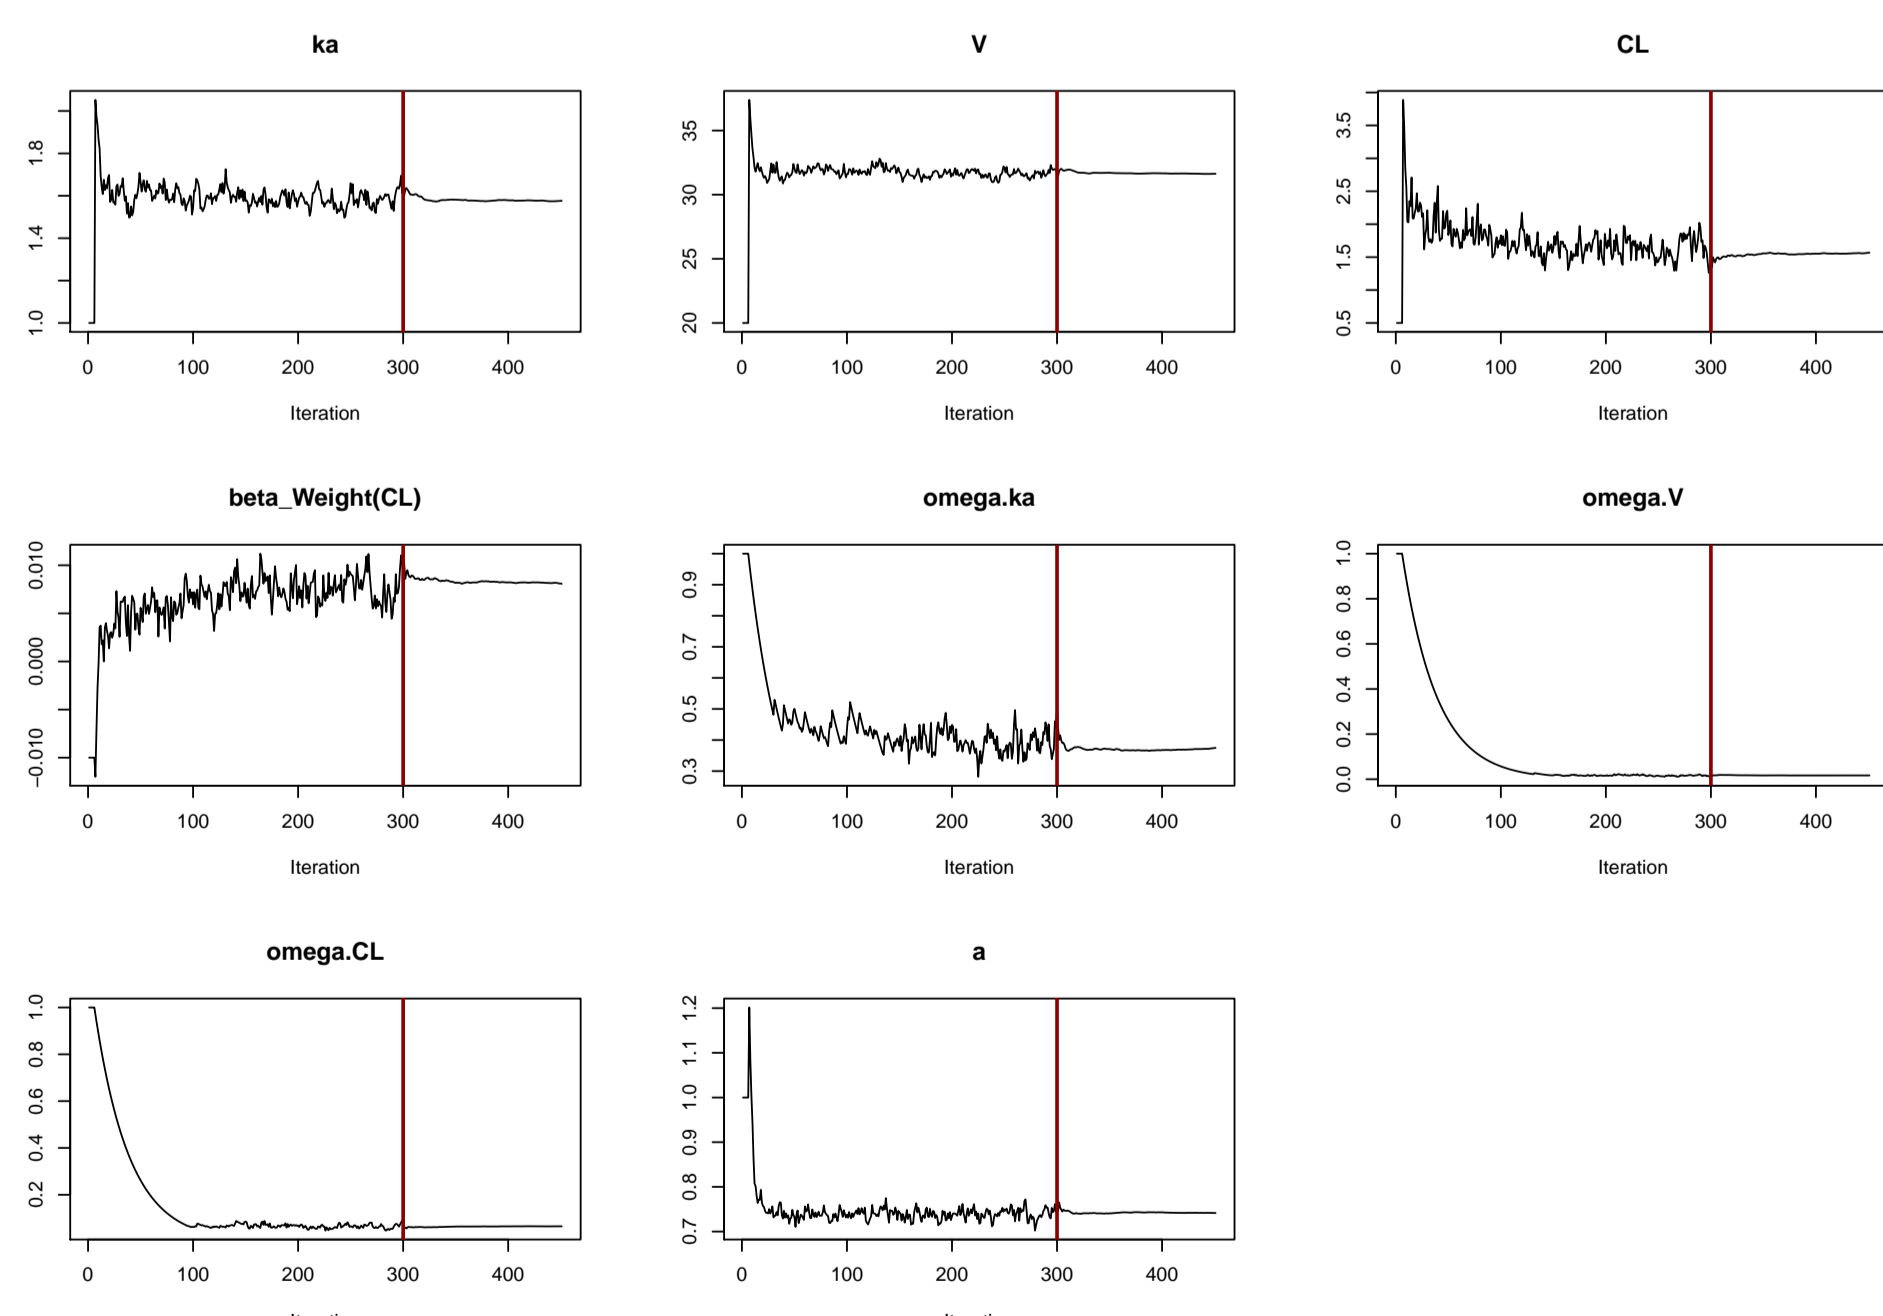 ka
V
CL
1.0 1.4 1.8
20 25 30 35
0.5 1.5 2.5 3.5
0 100 200 300 400
0 100 200 300 400
0 100 200 300 400
Iteration
Iteration
Iteration
beta_Weight(CL)
omega.ka
omega.V
−0.010 0.000 0.010
0.3 0.5 0.7 0.9
0.0 0.2 0.4 0.6 0.8 1.0
0 100 200 300 400
0 100 200 300 400
0 100 200 300 400
Iteration
Iteration
Iteration
omega.CL
a
0.2 0.4 0.6 0.8 1.0
0.7 0.8 0.9 1.0 1.1 1.2
0 100 200 300 400
0 100 200 300 400